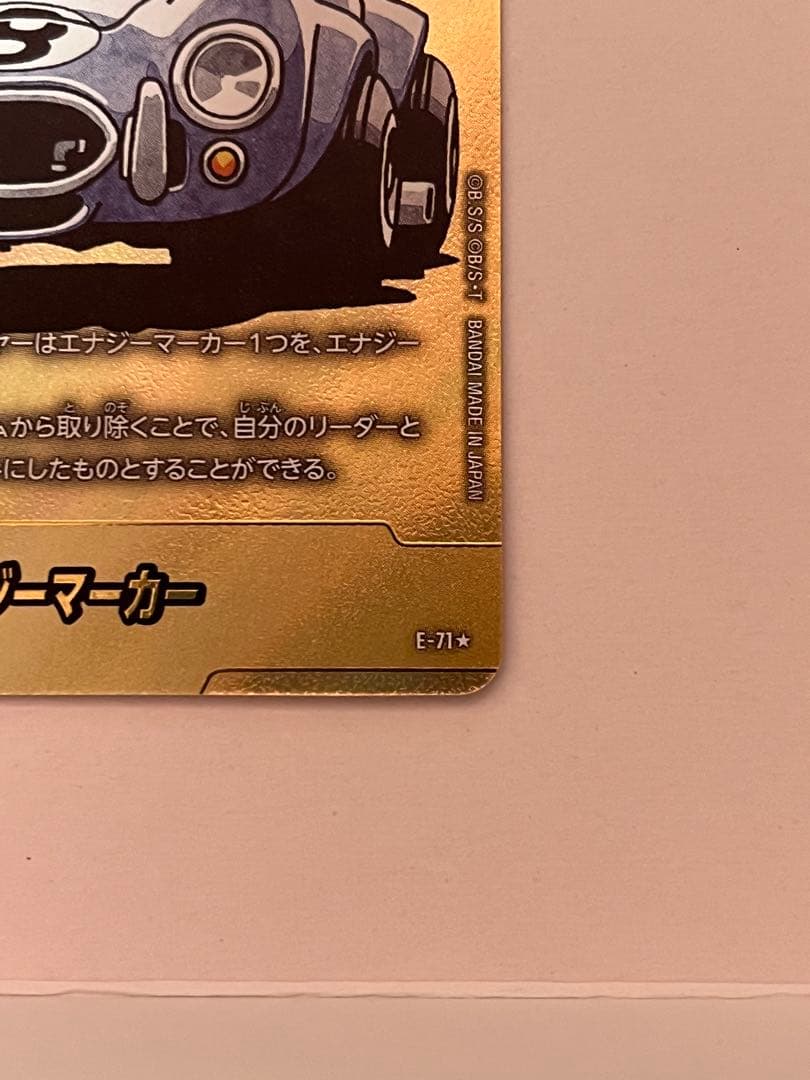 ーはエナジーマーカー1つを、エナジー
から取り除くことで、自分のリーダーと
にしたものとすることができる。
ジーマーカー
E-71★
©B.S/S ©B/S・T BANDAI MADE IN JAPAN